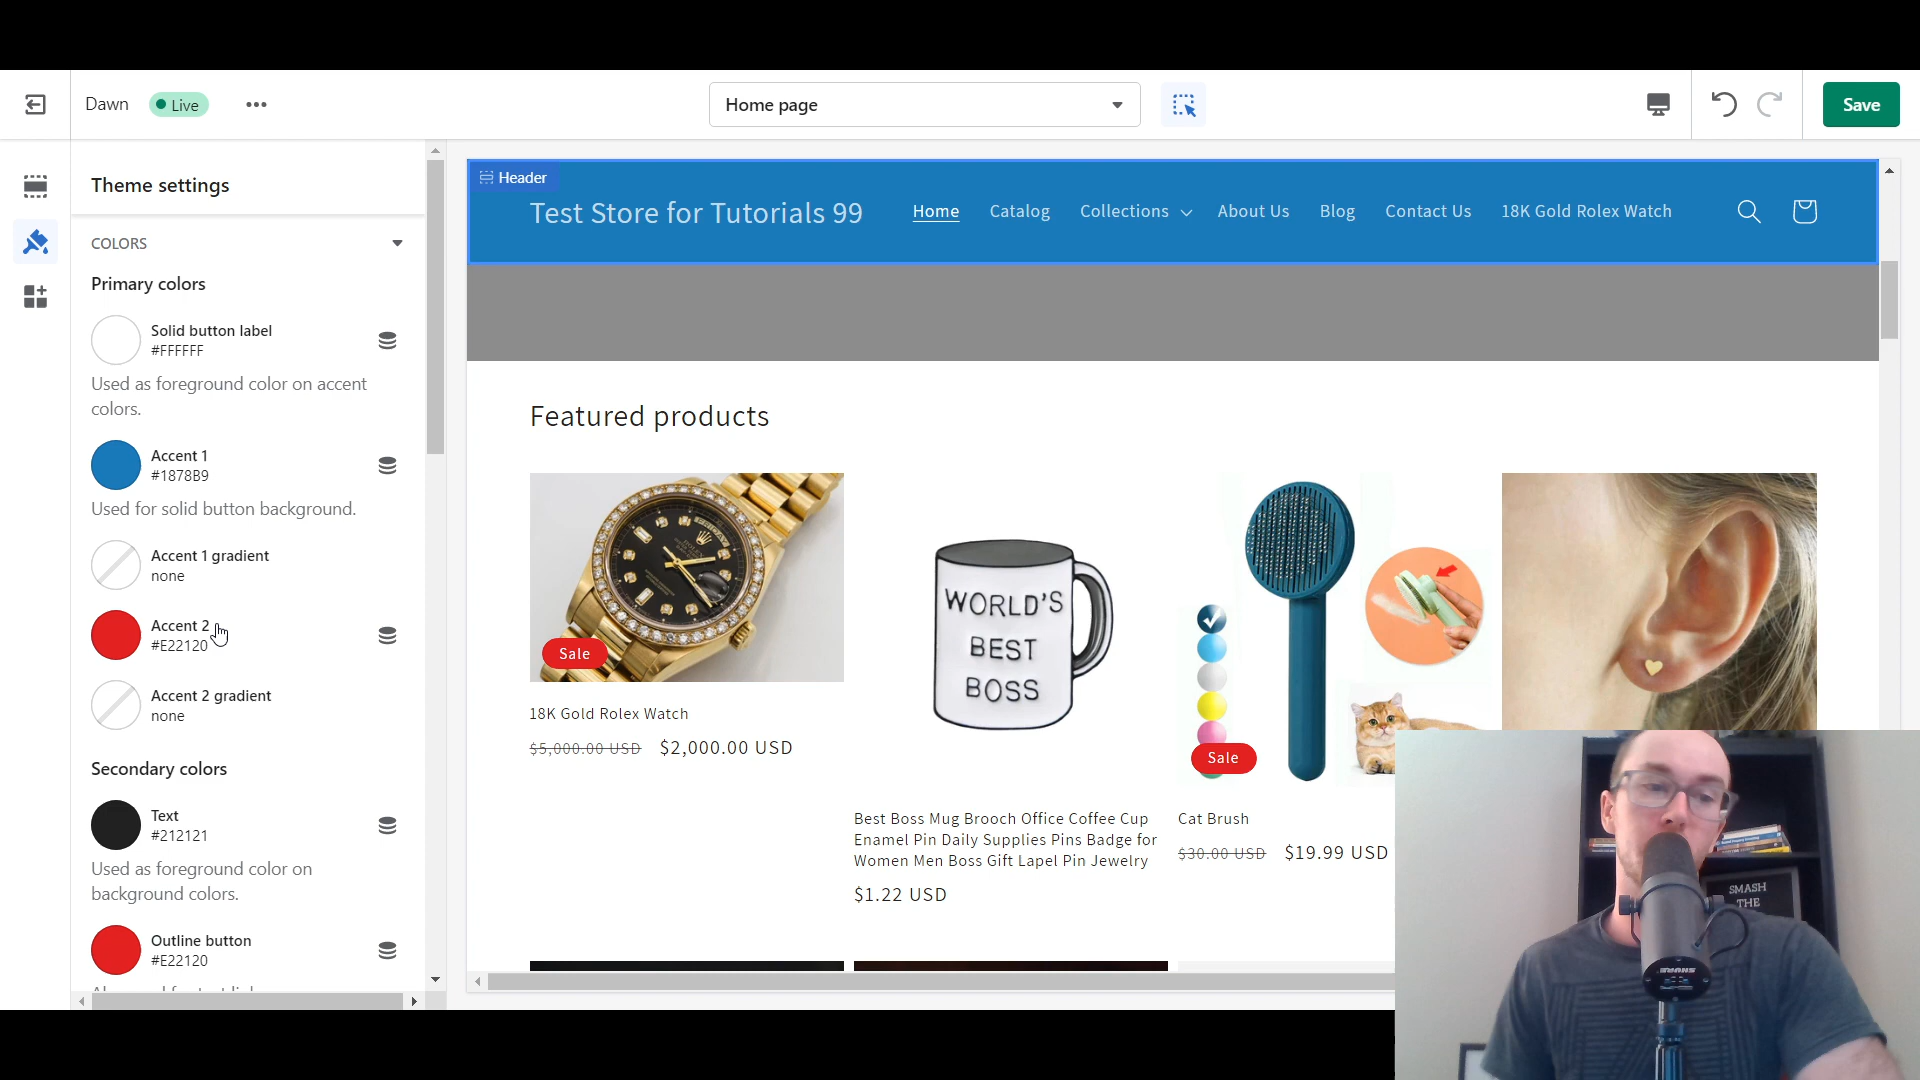 Dawn
Live
Home page
Save
Theme settings
COLORS
Primary colors
Solid button label
#FFFFFF
Used as foreground color on accent
colors.
Accent 1
#1878B9
Used for solid button background.
Accent 1 gradient
none
Accent 2
#E22120
Accent 2 gradient
none
Secondary colors
Text
#212121
Used as foreground color on
background colors.
Outline button
#E22120
Header
Test Store for Tutorials 99
Home
Catalog
Collections
About Us
Blog
Contact Us
18K Gold Rolex Watch
Featured products
Sale
18K Gold Rolex Watch
$5,000.00 USD $2,000.00 USD
WORLD'S
BEST
BOSS
Best Boss Mug Brooch Office Coffee Cup
Enamel Pin Daily Supplies Pins Badge for
Women Men Boss Gift Lapel Pin Jewelry
$1.22 USD
Sale
Cat Brush
$30.00 USD $19.99 USD
SMASH
THE
SHURE